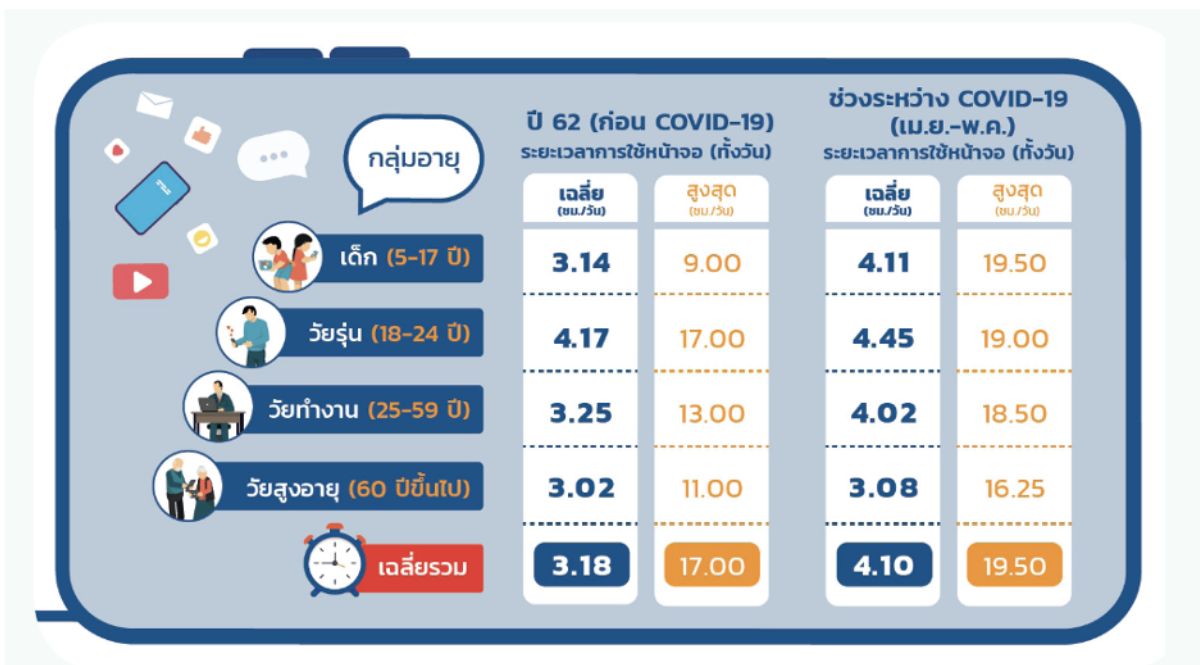 กลุ่มอายุ
ปี 62 (ก่อน COVID-19)
ระยะเวลาการใช้หน้าจอ (ทั้งวัน)
ช่วงระหว่าง COVID-19
(เม.ย.-พ.ค.)
ระยะเวลาการใช้หน้าจอ (ทั้งวัน)
เฉลี่ย สูงสุด เฉลี่ย สูงสุด
(ชม./วัน) (ชม./วัน) (ชม./วัน) (ชม./วัน)
เด็ก (5-17 ปี) 3.14 9.00 4.11 19.50
วัยรุ่น (18-24 ปี) 4.17 17.00 4.45 19.00
วัยทำงาน (25-59 ปี) 3.25 13.00 4.02 18.50
วัยสูงอายุ (60 ปีขึ้นไป) 3.02 11.00 3.08 16.25
เฉลี่ยรวม 3.18 17.00 4.10 19.50